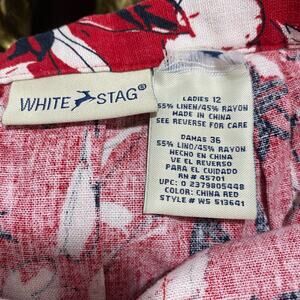 WHITE STAG®
LADIES 12
55% LINEN/45% RAYON
MADE IN CHINA
SEE REVERSE FOR CARE
DAMAS 36
55% LINO/45% RAYON
HECHO EN CHINA
VE EL REVERSO
PARA EL CUIDADO
RN # 45701
UPC: 0 2379805448
COLOR: CHINA RED
STYLE# WS 513641